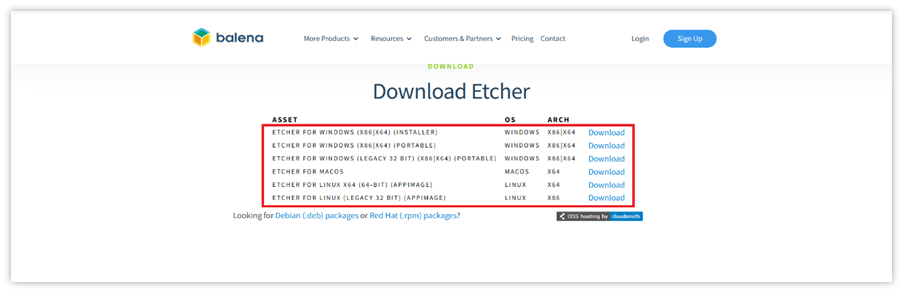 balena More Products Resources Customers & Partners Pricing Contact Login Sign Up
DOWNLOAD
Download Etcher
ASSET OS ARCH
ETCHER FOR WINDOWS (X86|X64) (INSTALLER) WINDOWS X86|X64 Download
ETCHER FOR WINDOWS (X86|X64) (PORTABLE) WINDOWS X86|X64 Download
ETCHER FOR WINDOWS (LEGACY 32 BIT) (X86|X64) (PORTABLE) WINDOWS X86|X64 Download
ETCHER FOR MACOS MACOS X64 Download
ETCHER FOR LINUX X64 (64-BIT) (APPIMAGE) LINUX X64 Download
ETCHER FOR LINUX (LEGACY 32 BIT) (APPIMAGE) LINUX X86 Download
Looking for Debian (.deb) packages or Red Hat (.rpm) packages? OSS hosting by cloudsmith